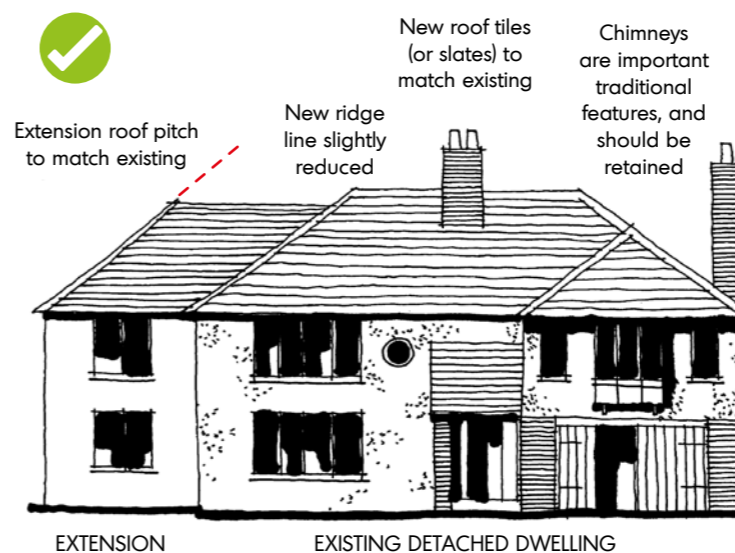 Extension roof pitch
to match existing
New ridge
line slightly
reduced
New roof tiles
(or slates) to
match existing
Chimneys
are important
traditional
features, and
should be
retained
EXTENSION
EXISTING DETACHED DWELLING